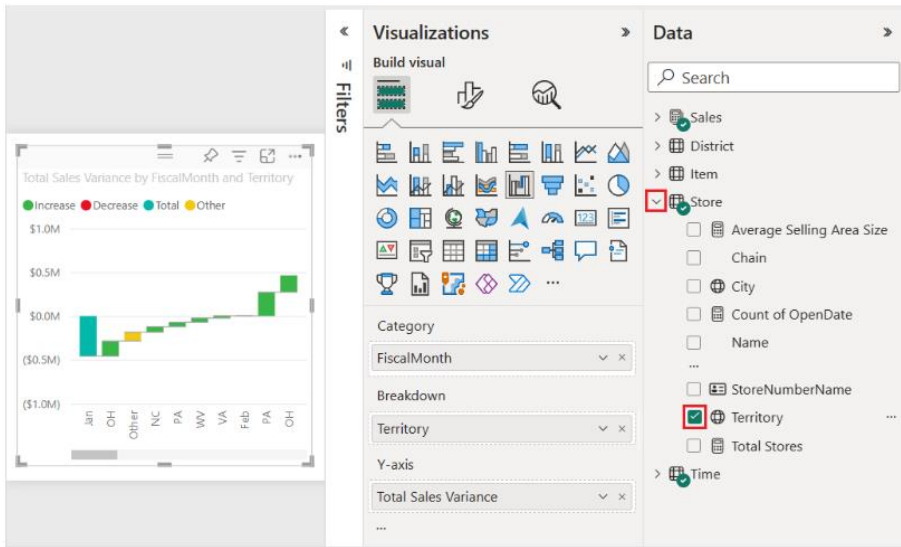 Total Sales Variance by FiscalMonth and Territory
Increase Decrease Total Other
$1.0M
$0.5M
$0.0M
($0.5M)
($1.0M)
Jan
OH
Other
NC
PA
WV
VA
Feb
PA
OH
Filters
Visualizations
Build visual
123
Category
FiscalMonth
Breakdown
Territory
Y-axis
Total Sales Variance
...
Data
Search
Sales
District
Item
Store
Average Selling Area Size
Chain
City
Count of OpenDate
Name
...
StoreNumberName
Territory
Total Stores
Time